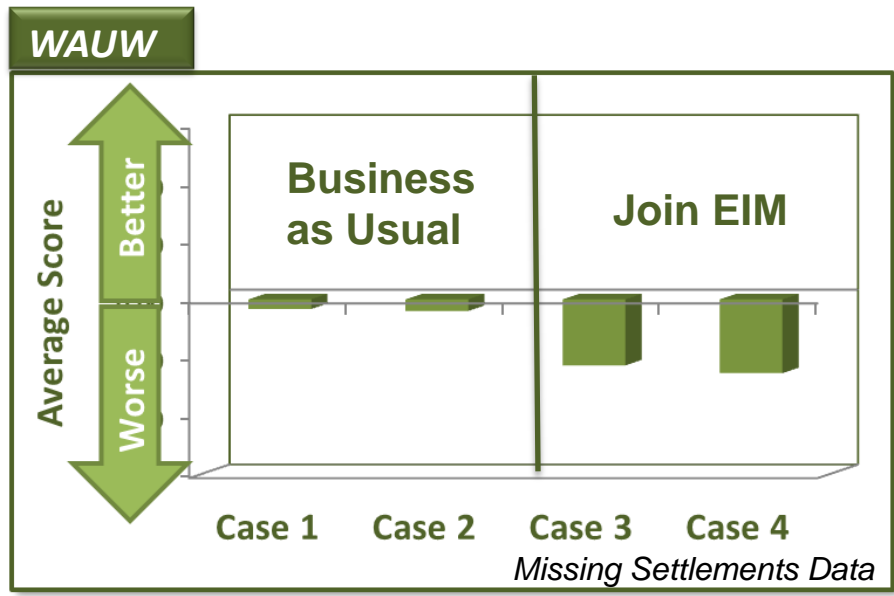 WAUW
Average Score
Better
Worse
Business
as Usual
Join EIM
Case 1 Case 2 Case 3 Case 4
Missing Settlements Data